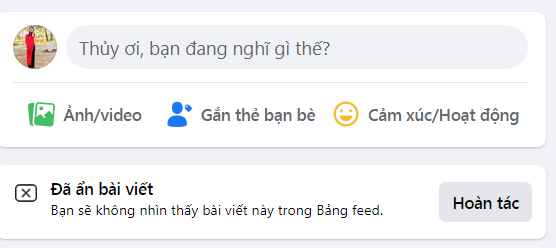 Thủy ơi, bạn đang nghĩ gì thế?
Ảnh/video
Gắn thẻ bạn bè
Cảm xúc/Hoạt động
Đã ẩn bài viết
Bạn sẽ không nhìn thấy bài viết này trong Bảng feed.
Hoàn tác